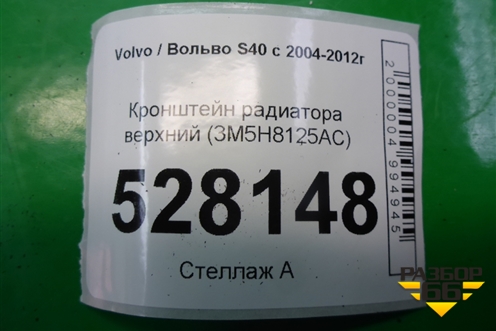 Volvo / Вольво S40 с 2004-2012г
Кронштейн радиатора
верхний (3M5H8125AC)
528148
Стеллаж А
2000004994945
РАЗБОР
66